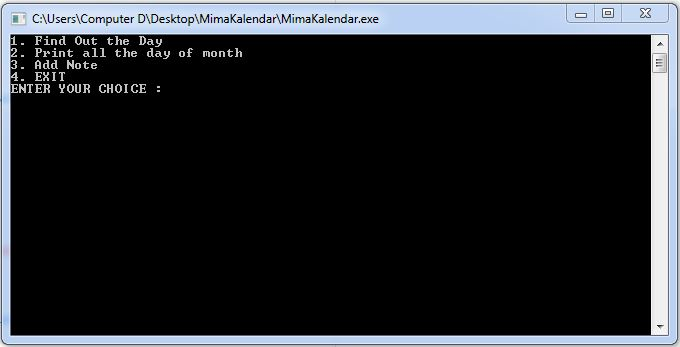 C:\Users\Computer D\Desktop\MimaKalendar\MimaKalendar.exe
1. Find Out the Day
2. Print all the day of month
3. Add Note
4. EXIT
ENTER YOUR CHOICE :